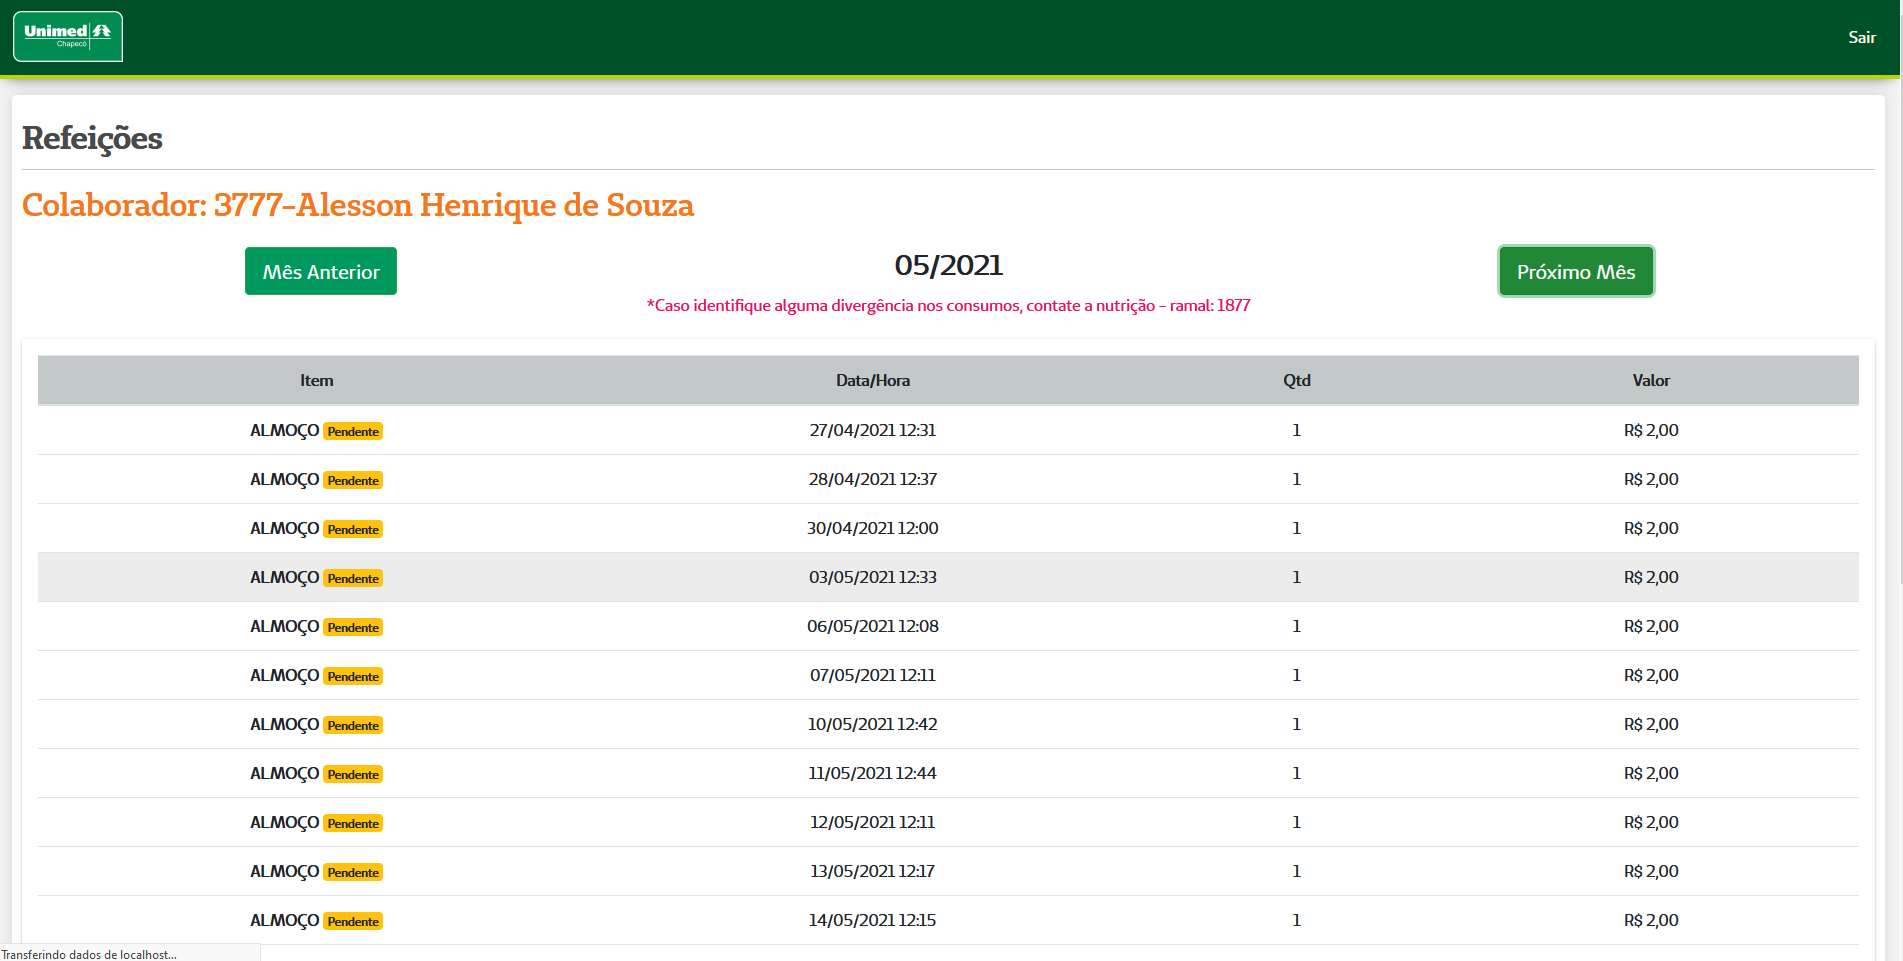 Unimed
Chapecó
Sair
Refeições
Colaborador: 3777-Alesson Henrique de Souza
Mês Anterior
05/2021
Próximo Mês
*Caso identifique alguma divergência nos consumos, contate a nutrição - ramal: 1877
Item Data/Hora Qtd Valor
ALMOÇO Pendente 27/04/2021 12:31 1 R$ 2,00
ALMOÇO Pendente 28/04/2021 12:37 1 R$ 2,00
ALMOÇO Pendente 30/04/2021 12:00 1 R$ 2,00
ALMOÇO Pendente 03/05/2021 12:33 1 R$ 2,00
ALMOÇO Pendente 06/05/2021 12:08 1 R$ 2,00
ALMOÇO Pendente 07/05/2021 12:11 1 R$ 2,00
ALMOÇO Pendente 10/05/2021 12:42 1 R$ 2,00
ALMOÇO Pendente 11/05/2021 12:44 1 R$ 2,00
ALMOÇO Pendente 12/05/2021 12:11 1 R$ 2,00
ALMOÇO Pendente 13/05/2021 12:17 1 R$ 2,00
ALMOÇO Pendente 14/05/2021 12:15 1 R$ 2,00
Transferindo dados de localhost...